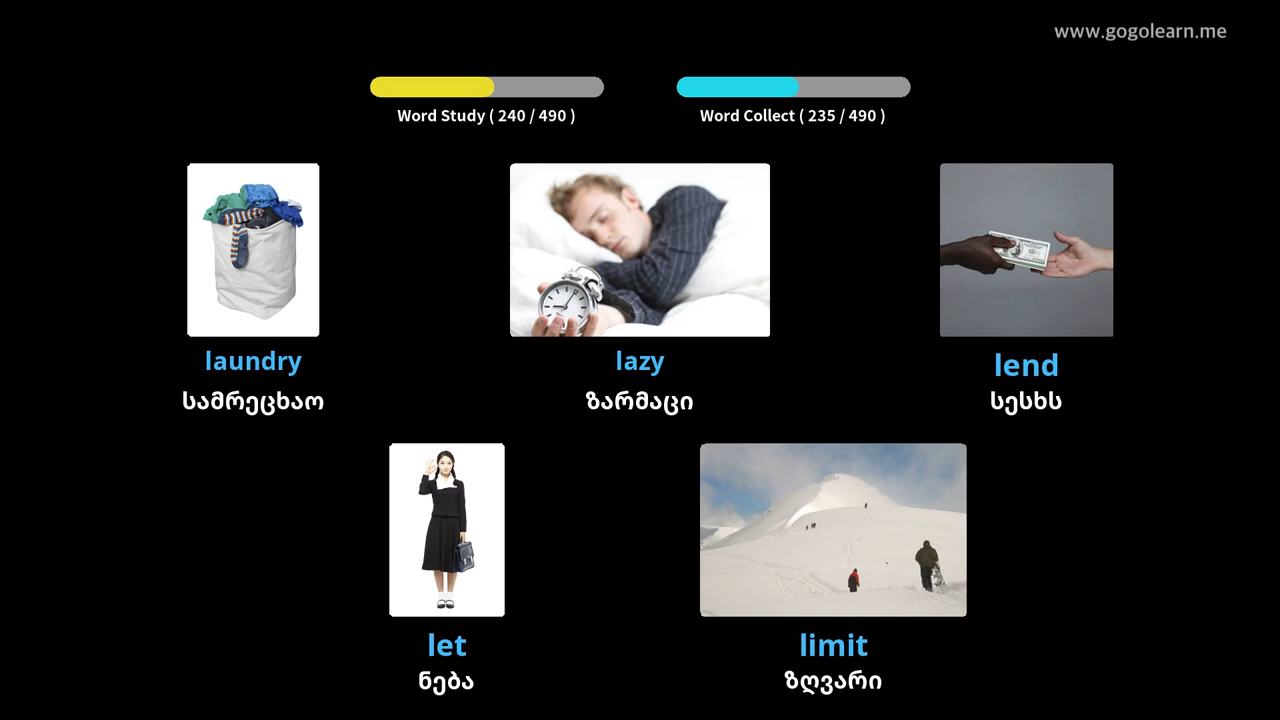 www.gogolearn.me
Word Study ( 240 / 490 )
Word Collect ( 235 / 490 )
laundry
სამრეცხაო
lazy
ზარმაცი
lend
სესხს
let
ნება
limit
ზღვარი